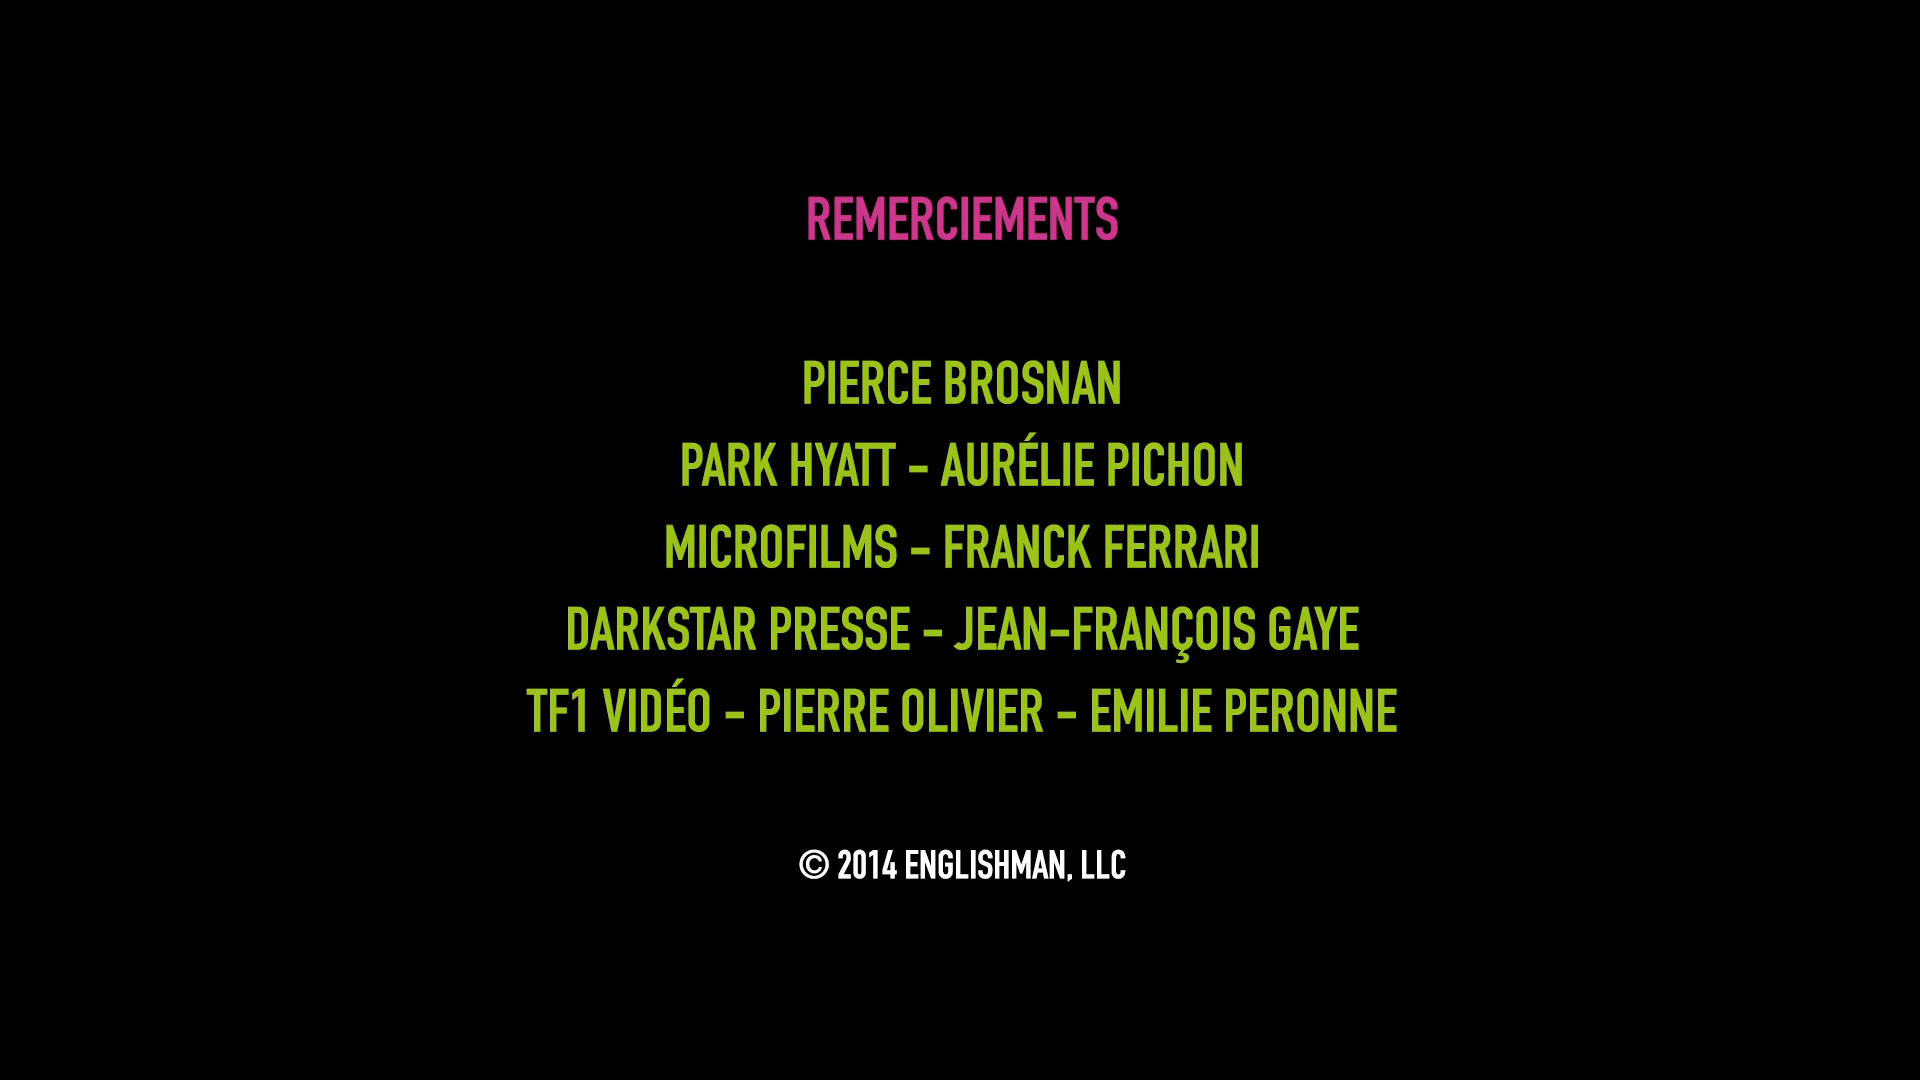 REMERCIEMENTS
PIERCE BROSNAN
PARK HYATT - AURÉLIE PICHON
MICROFILMS - FRANCK FERRARI
DARKSTAR PRESSE - JEAN-FRANÇOIS GAYE
TF1 VIDÉO - PIERRE OLIVIER - EMILIE PERONNE
© 2014 ENGLISHMAN, LLC